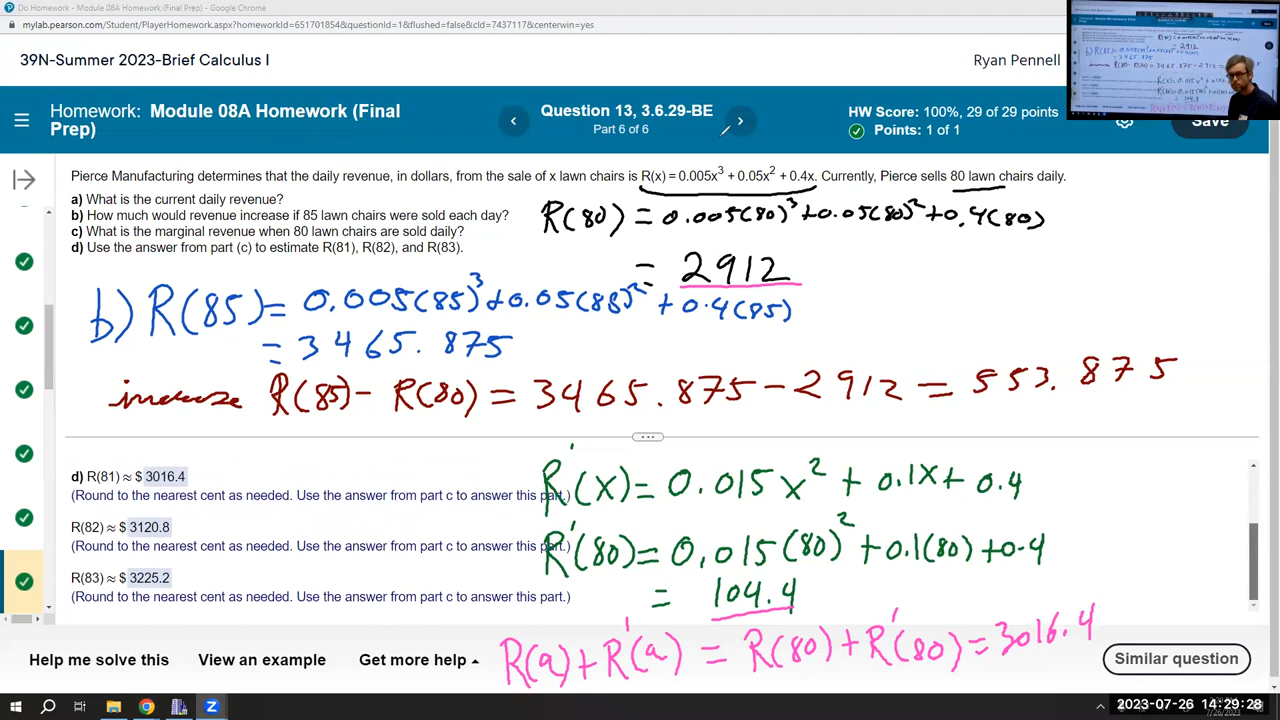 Do Homework - Module 08A Homework (Final Prep) - Google Chrome
mylab.pearson.com/Student/PlayerHomework.aspx?homeworkId=651701854&question
1&flushed=false
=7437117&back
ntres=yes
39N-Summer 2023-Brief Calculus I
Ryan Pennell
Homework: Module 08A Homework (Final Prep)
Question 13, 3.6.29-BE
Part 6 of 6
HW Score: 100%, 29 of 29 points
Points: 1 of 1
Save
Pierce Manufacturing determines that the daily revenue, in dollars, from the sale of x lawn chairs is R(x) = 0.005x³ + 0.05x² + 0.4x. Currently, Pierce sells 80 lawn chairs daily.
a) What is the current daily revenue?
b) How much would revenue increase if 85 lawn chairs were sold each day?
c) What is the marginal revenue when 80 lawn chairs are sold daily?
d) Use the answer from part (c) to estimate R(81), R(82), and R(83).
R(80) = 0.005(80)³ + 0.05(80)² + 0.4(80)
= 2912
b) R(85) = 0.005(85)³ + 0.05(85)² + 0.4(85)
= 3465.875
increase R(85) - R(80) = 3465.875 - 2912 = 553.875
d) R(81) ≈ $ 3016.4
(Round to the nearest cent as needed. Use the answer from part c to answer this part.)
R(82) ≈ $ 3120.8
(Round to the nearest cent as needed. Use the answer from part c to answer this part.)
R(83) ≈ $ 3225.2
(Round to the nearest cent as needed. Use the answer from part c to answer this part.)
R'(x) = 0.015x² + 0.1x + 0.4
R'(80) = 0.015(80)² + 0.1(80) + 0.4
= 104.4
R(a) + R'(a) = R(80) + R'(80) = 3016.4
Help me solve this
View an example
Get more help
Similar question
2023-07-26 14:29:28